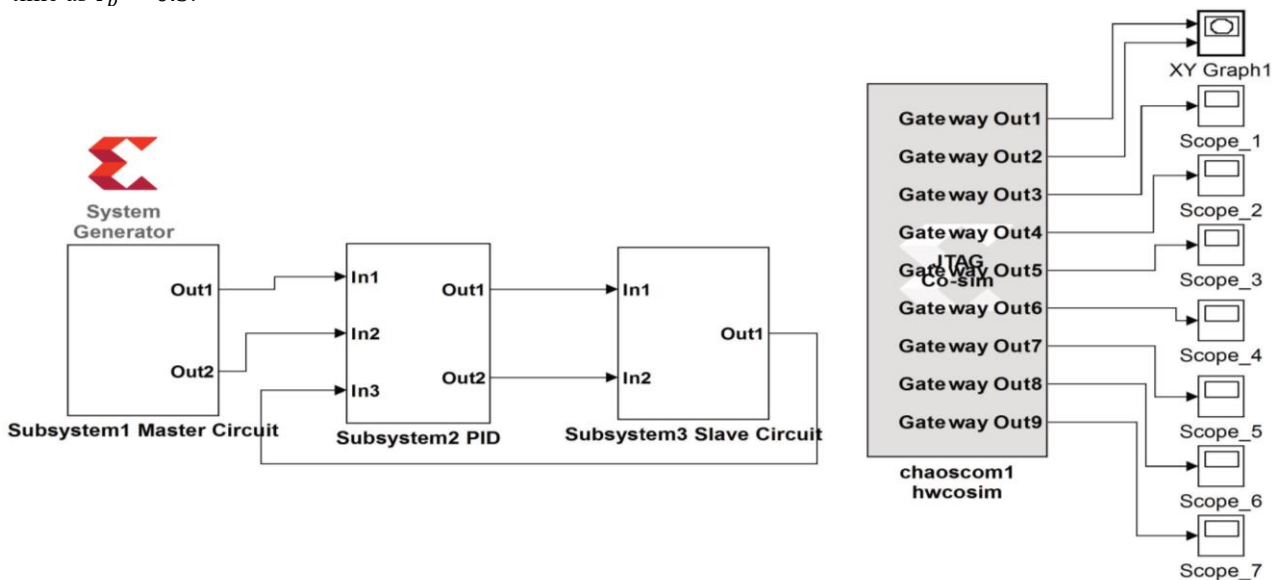 XY Graph1
System
Generator
Out1
Out2
Subsystem1 Master Circuit
In1
In2
In3
Out1
Out2
Subsystem2 PID
In1
In2
Out1
Subsystem3 Slave Circuit
Gateway Out1
Gateway Out2
Gateway Out3
Gateway Out4
Gateway Out5
JTAG
Co-sim
Gateway Out6
Gateway Out7
Gateway Out8
Gateway Out9
chaoscom1
hwcosim
Scope_1
Scope_2
Scope_3
Scope_4
Scope_5
Scope_6
Scope_7